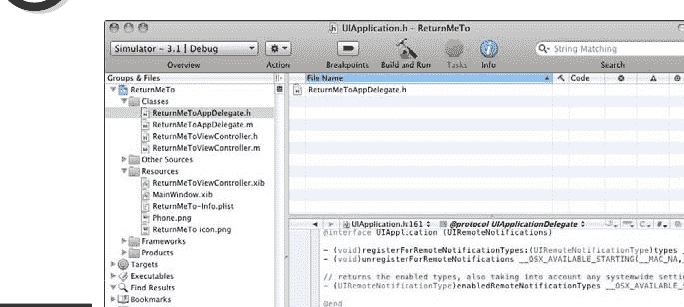 UIApplication.h - ReturnMeTo
Simulator - 3.1 | Debug
Overview
Action
Breakpoints
Build and Run
Tasks
Info
String Matching
Search
Groups & Files
ReturnMeTo
Classes
ReturnMeToAppDelegate.h
ReturnMeToAppDelegate.m
ReturnMeToViewController.h
ReturnMeToViewController.m
Other Sources
Resources
ReturnMeToViewController.xib
MainWindow.xib
ReturnMeTo-Info.plist
Phone.png
ReturnMeTo icon.png
Frameworks
Products
Targets
Executables
Find Results
Bookmarks
File Name
Code
ReturnMeToAppDelegate.h
UIApplication.h:161
@protocol UIApplicationDelegate
C
#
@interface UIApplication (UIRemoteNotifications)
- (void)registerForRemoteNotificationTypes:(UIRemoteNotificationType)types
- (void)unregisterForRemoteNotifications __OSX_AVAILABLE_STARTING(__MAC_NA,
// returns the enabled types, also taking into account any systemwide setti
- (UIRemoteNotificationType)enabledRemoteNotificationTypes __OSX_AVAILABLE_S
@end